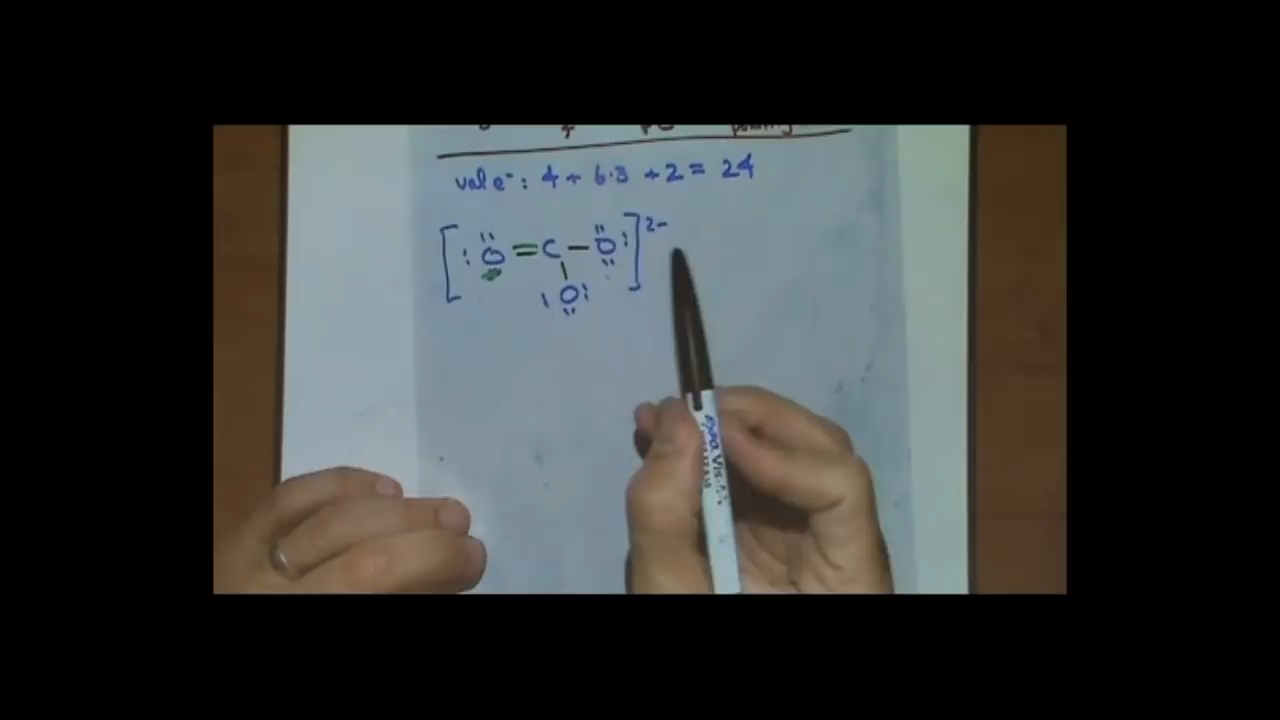 val e⁻: 4 + 6·3 + 2 = 24
[:Ö=C-Ö:]²⁻
:O: